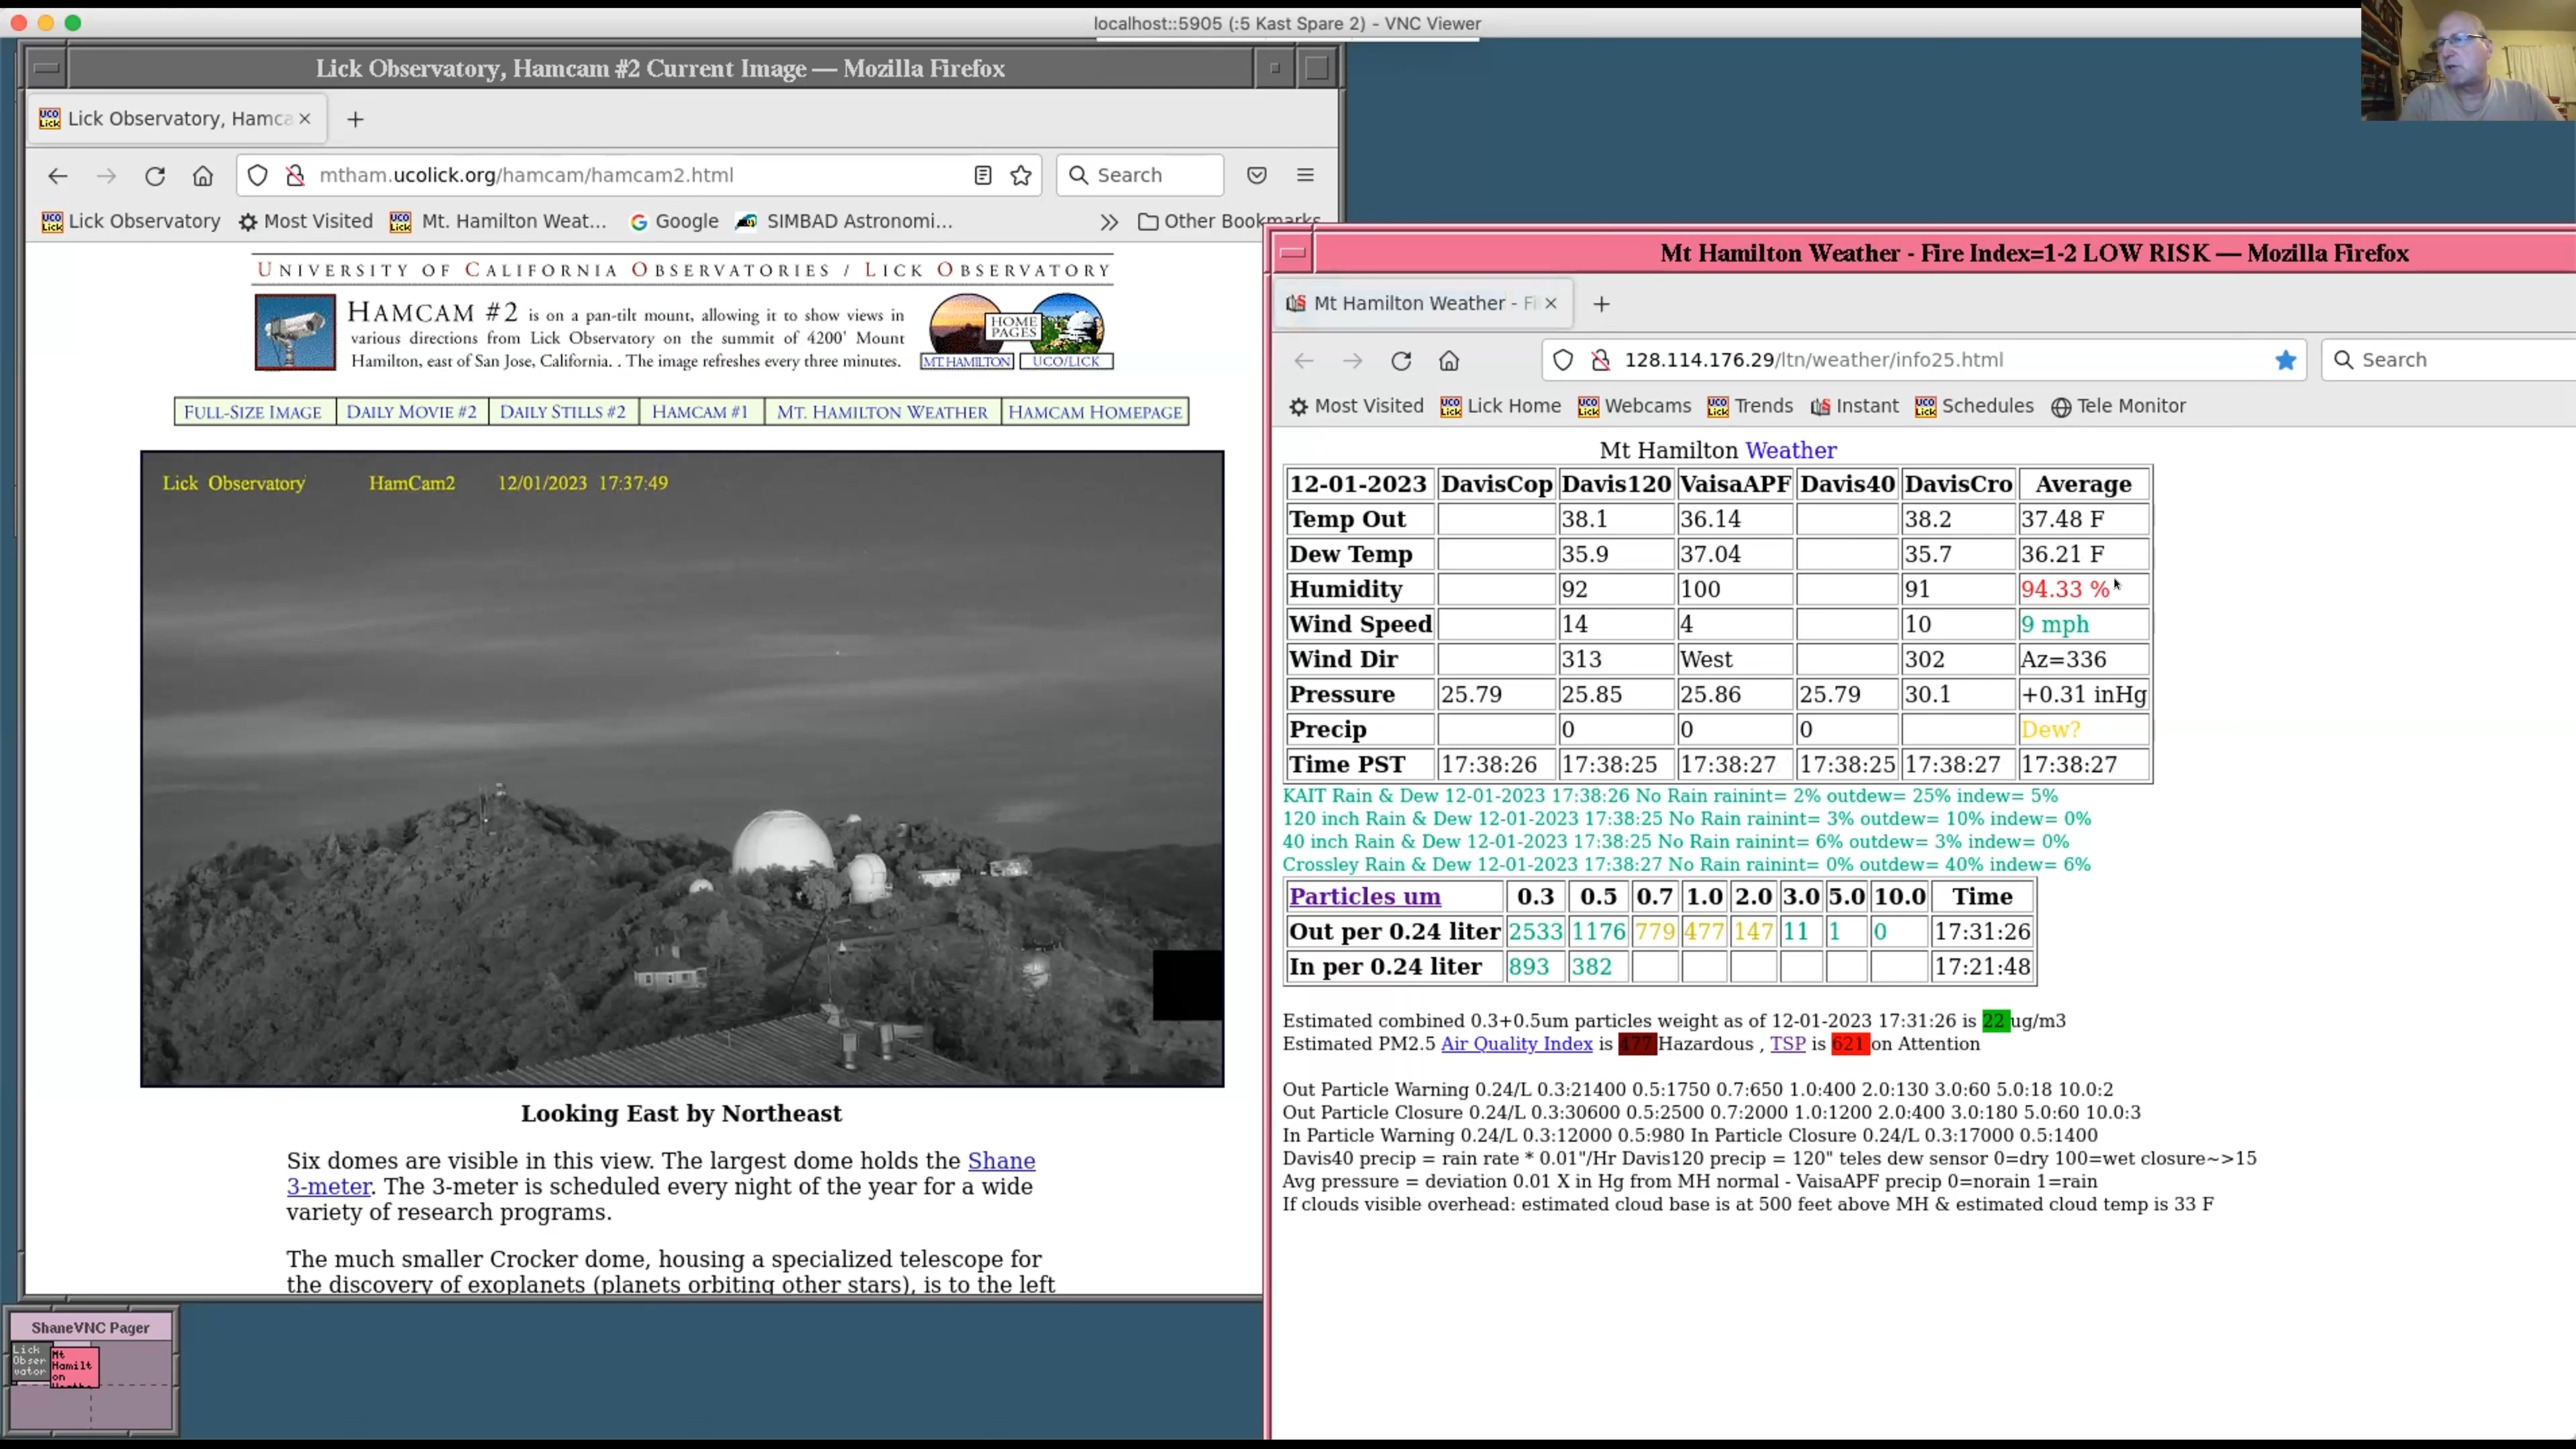 localhost::5905 (:5 Kast Spare 2) - VNC Viewer
Lick Observatory, Hamcam #2 Current Image — Mozilla Firefox
UCO Lick Lick Observatory, Hamca
mtham.ucolick.org/hamcam/hamcam2.html
Search
Lick Observatory Most Visited Mt. Hamilton Weat... Google SIMBAD Astronomi... Other Bookmarks
UNIVERSITY OF CALIFORNIA OBSERVATORIES / LICK OBSERVATORY
HAMCAM #2 is on a pan-tilt mount, allowing it to show views in
various directions from Lick Observatory on the summit of 4200' Mount
Hamilton, east of San Jose, California. . The image refreshes every three minutes.
HOME PAGES
MT HAMILTON UCO/LICK
FULL-SIZE IMAGE DAILY MOVIE #2 DAILY STILLS #2 HAMCAM #1 MT. HAMILTON WEATHER HAMCAM HOMEPAGE
Lick Observatory HamCam2 12/01/2023 17:37:49
Looking East by Northeast
Six domes are visible in this view. The largest dome holds the Shane
3-meter. The 3-meter is scheduled every night of the year for a wide
variety of research programs.
The much smaller Crocker dome, housing a specialized telescope for
the discovery of exoplanets (planets orbiting other stars), is to the left
ShaneVNC Pager
Lick
Obser
vator
Mt
Hamilt
on
Mt Hamilton Weather - Fire Index=1-2 LOW RISK — Mozilla Firefox
Mt Hamilton Weather - Fi
128.114.176.29/ltn/weather/info25.html
Search
Most Visited Lick Home Webcams Trends Instant Schedules Tele Monitor
Mt Hamilton Weather
12-01-2023 DavisCop Davis120 VaisaAPF Davis40 DavisCro Average
Temp Out 38.1 36.14 38.2 37.48 F
Dew Temp 35.9 37.04 35.7 36.21 F
Humidity 92 100 91 94.33 %
Wind Speed 14 4 10 9 mph
Wind Dir 313 West 302 Az=336
Pressure 25.79 25.85 25.86 25.79 30.1 +0.31 inHg
Precip 0 0 0 Dew?
Time PST 17:38:26 17:38:25 17:38:27 17:38:25 17:38:27 17:38:27
KAIT Rain & Dew 12-01-2023 17:38:26 No Rain rainint= 2% outdew= 25% indew= 5%
120 inch Rain & Dew 12-01-2023 17:38:25 No Rain rainint= 3% outdew= 10% indew= 0%
40 inch Rain & Dew 12-01-2023 17:38:25 No Rain rainint= 6% outdew= 3% indew= 0%
Crossley Rain & Dew 12-01-2023 17:38:27 No Rain rainint= 0% outdew= 40% indew= 6%
Particles um 0.3 0.5 0.7 1.0 2.0 3.0 5.0 10.0 Time
Out per 0.24 liter 2533 1176 779 477 147 11 1 0 17:31:26
In per 0.24 liter 893 382 17:21:48
Estimated combined 0.3+0.5um particles weight as of 12-01-2023 17:31:26 is 22 ug/m3
Estimated PM2.5 Air Quality Index is 477 Hazardous , TSP is 621 on Attention
Out Particle Warning 0.24/L 0.3:21400 0.5:1750 0.7:650 1.0:400 2.0:130 3.0:60 5.0:18 10.0:2
Out Particle Closure 0.24/L 0.3:30600 0.5:2500 0.7:2000 1.0:1200 2.0:400 3.0:180 5.0:60 10.0:3
In Particle Warning 0.24/L 0.3:12000 0.5:980 In Particle Closure 0.24/L 0.3:17000 0.5:1400
Davis40 precip = rain rate * 0.01"/Hr Davis120 precip = 120" teles dew sensor 0=dry 100=wet closure~>15
Avg pressure = deviation 0.01 X in Hg from MH normal - VaisaAPF precip 0=norain 1=rain
If clouds visible overhead: estimated cloud base is at 500 feet above MH & estimated cloud temp is 33 F